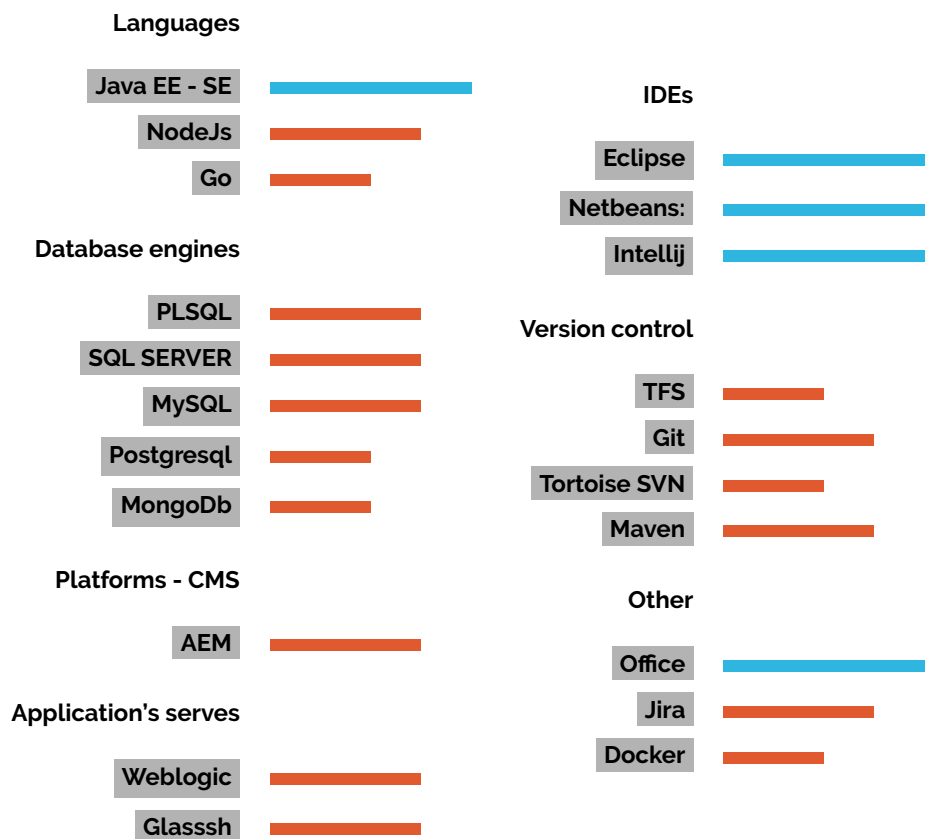 Languages
Java EE - SE
NodeJs
Go
Database engines
PLSQL
SQL SERVER
MySQL
Postgresql
MongoDb
Platforms - CMS
AEM
Application’s serves
Weblogic
Glasssh
IDEs
Eclipse
Netbeans:
Intellij
Version control
TFS
Git
Tortoise SVN
Maven
Other
Office
Jira
Docker